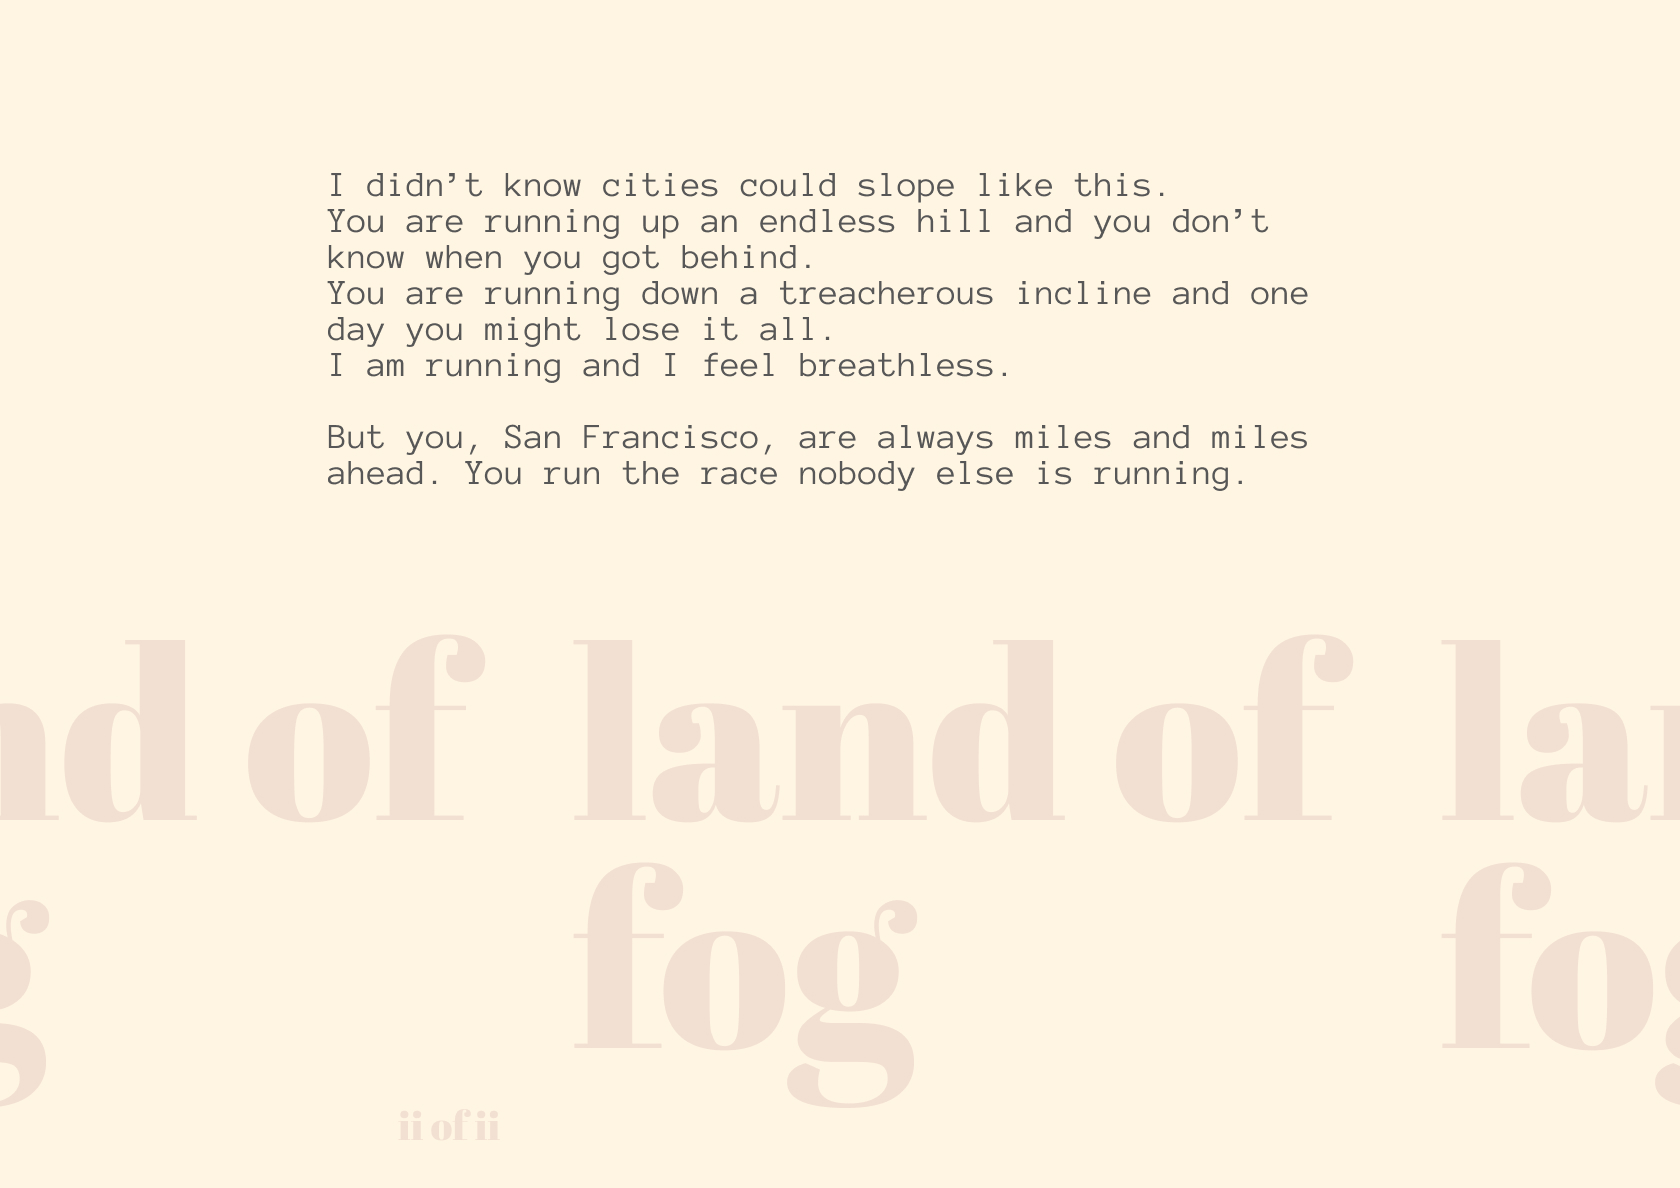 I didn’t know cities could slope like this.
You are running up an endless hill and you don’t
know when you got behind.
You are running down a treacherous incline and one
day you might lose it all.
I am running and I feel breathless.
But you, San Francisco, are always miles and miles
ahead. You run the race nobody else is running.
nd of land of lan
g fog fog
ii of ii